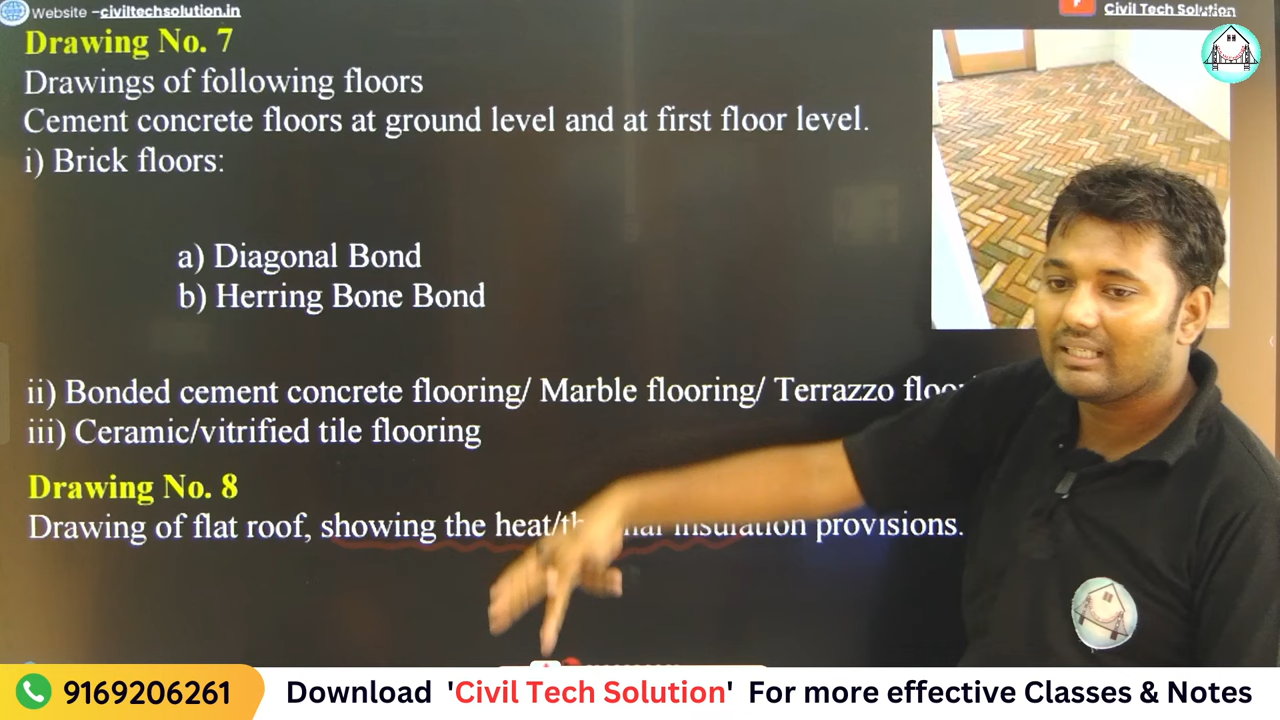 Website -civiltechsolution.in
Civil Tech Solution
Drawing No. 7
Drawings of following floors
Cement concrete floors at ground level and at first floor level.
i) Brick floors:
a) Diagonal Bond
b) Herring Bone Bond
ii) Bonded cement concrete flooring/ Marble flooring/ Terrazzo
iii) Ceramic/vitrified tile flooring
Drawing No. 8
Drawing of flat roof, showing the heat/ insulation provisions.
9169206261
Download 'Civil Tech Solution' For more effective Classes & Notes